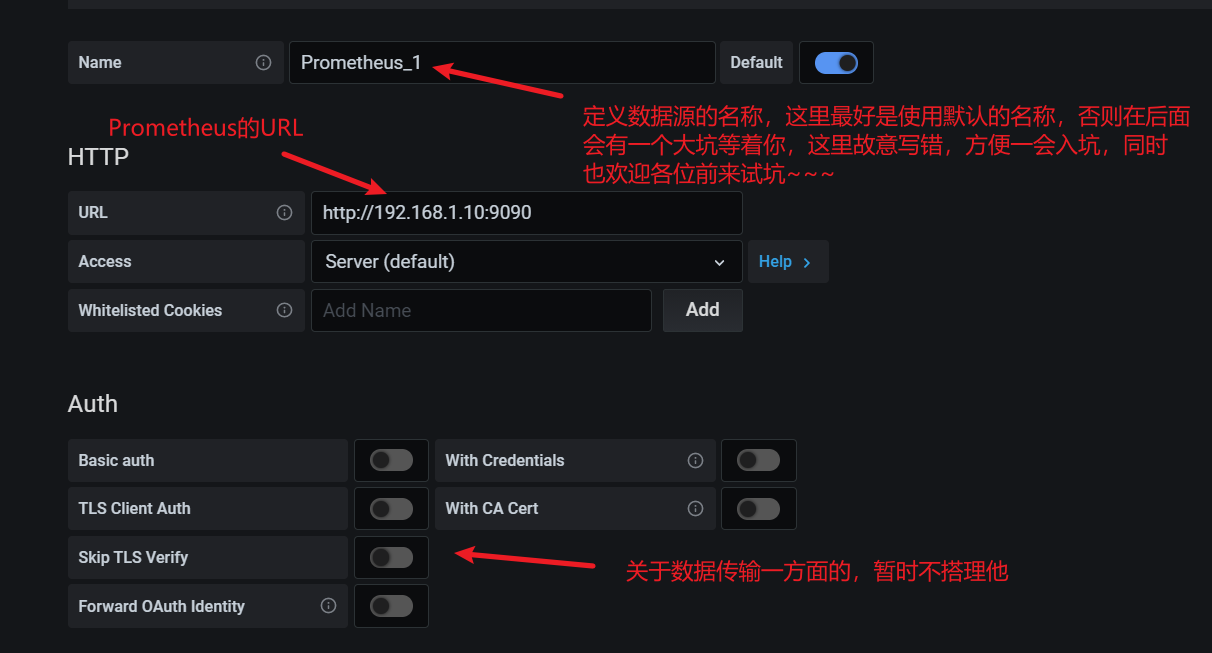 Name
Prometheus_1
Default
定义数据源的名称，这里最好是使用默认的名称，否则在后面
会有一个大坑等着你，这里故意写错，方便一会入坑，同时
也欢迎各位前来试坑~~~
Prometheus的URL
HTTP
URL
http://192.168.1.10:9090
Access
Server (default)
Help
Whitelisted Cookies
Add Name
Add
Auth
Basic auth
With Credentials
TLS Client Auth
With CA Cert
Skip TLS Verify
关于数据传输一方面的，暂时不搭理他
Forward OAuth Identity